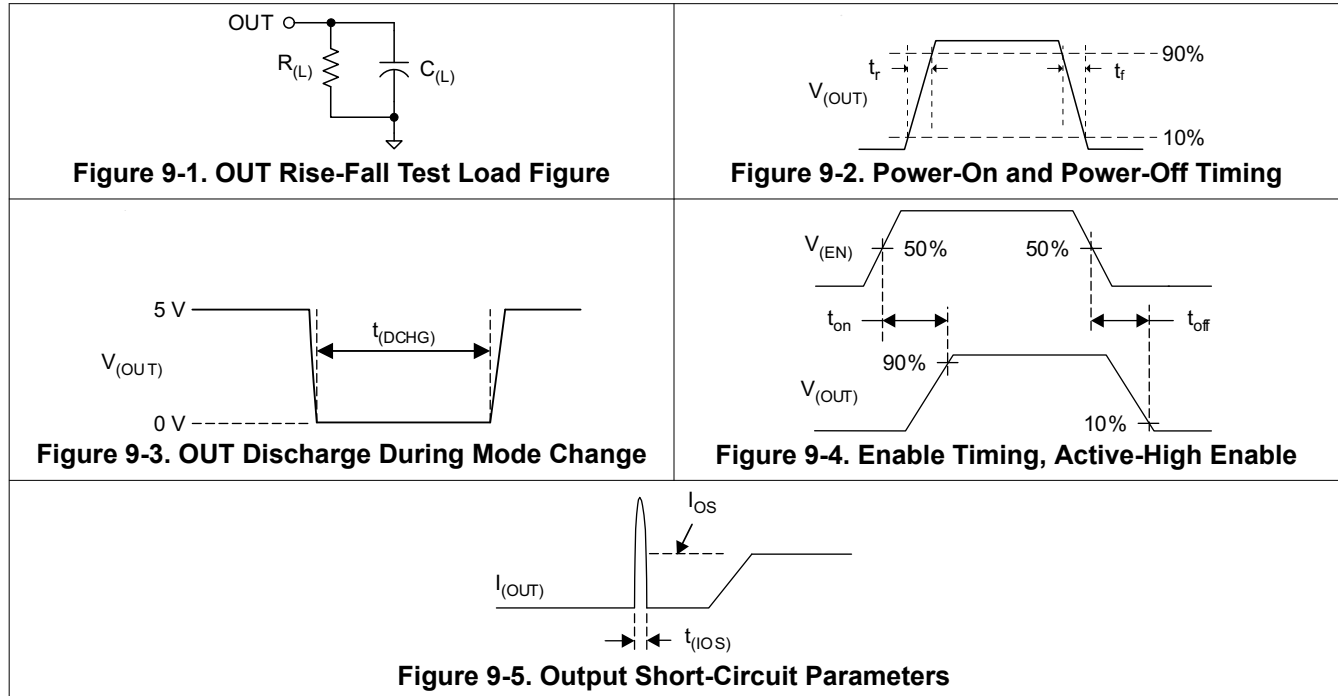 OUT
R(L)
C(L)
Figure 9-1. OUT Rise-Fall Test Load Figure
90%
tr
tf
V(OUT)
10%
Figure 9-2. Power-On and Power-Off Timing
5 V
t(DCHG)
V(OUT)
0 V
Figure 9-3. OUT Discharge During Mode Change
V(EN)
50%
50%
ton
toff
90%
V(OUT)
10%
Figure 9-4. Enable Timing, Active-High Enable
IOS
I(OUT)
t(IOS)
Figure 9-5. Output Short-Circuit Parameters